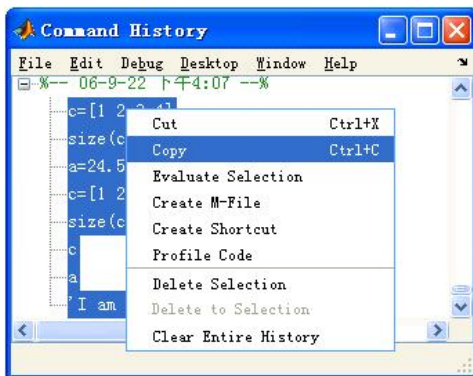 Command History
File Edit Debug Desktop Window Help
%-- 06-9-22 下午4:07 --%
c=[1 2 3 4]
size(c
a=24.5
c=[1 2
size(c
c
a
'I am
Cut Ctrl+X
Copy Ctrl+C
Evaluate Selection
Create M-File
Create Shortcut
Profile Code
Delete Selection
Delete to Selection
Clear Entire History